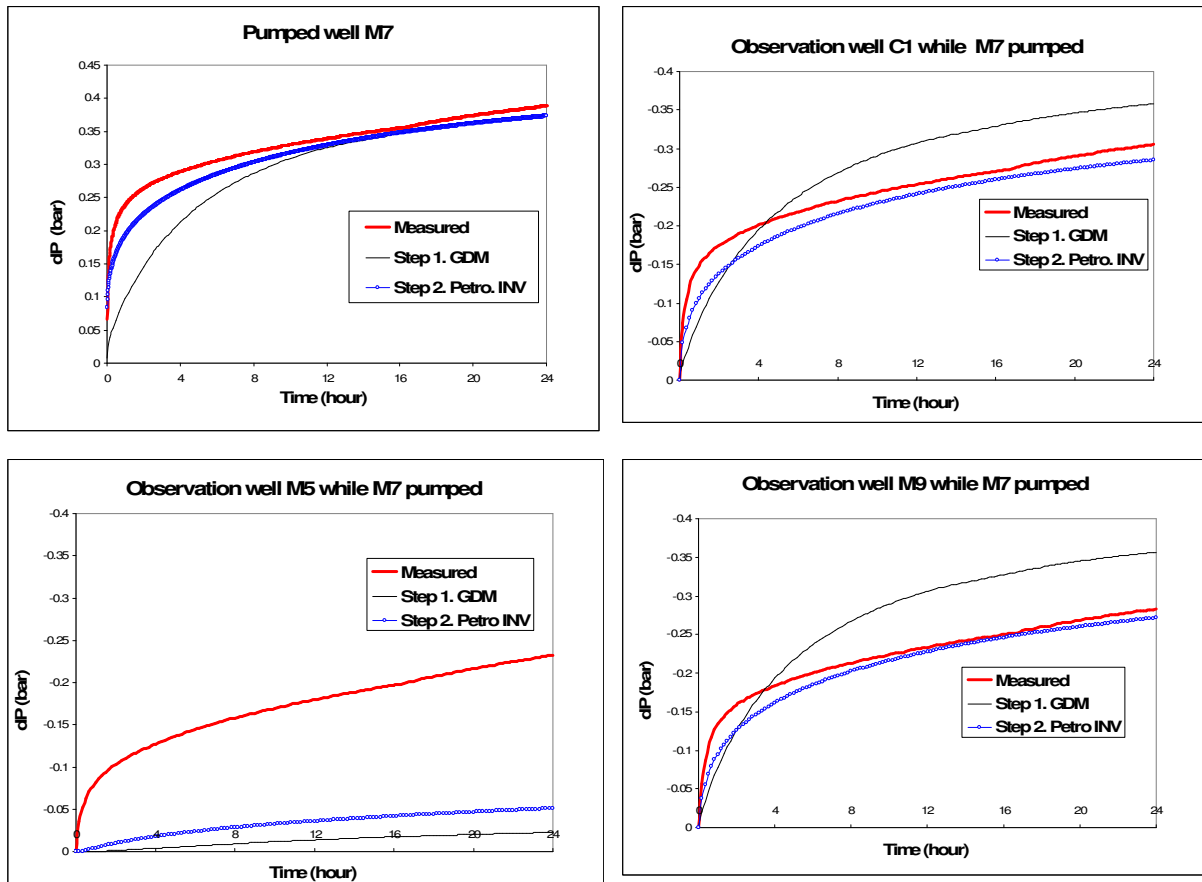 Pumped well M7
0.45
0.4
0.35
0.3
0.25
0.2
0.15
0.1
0.05
0
dP (bar)
Measured
Step 1. GDM
Step 2. Petro. INV
0 4 8 12 16 20 24
Time (hour)
Observation well C1 while M7 pumped
-0.4
-0.35
-0.3
-0.25
-0.2
-0.15
-0.1
-0.05
0
dP (bar)
Measured
Step 1. GDM
Step 2. Petro. INV
0 4 8 12 16 20 24
Time (hour)
Observation well M5 while M7 pumped
-0.4
-0.35
-0.3
-0.25
-0.2
-0.15
-0.1
-0.05
0
dP (bar)
Measured
Step 1. GDM
Step 2. Petro INV
0 4 8 12 16 20 24
Time (hour)
Observation well M9 while M7 pumped
-0.4
-0.35
-0.3
-0.25
-0.2
-0.15
-0.1
-0.05
0
dP (bar)
Measured
Step 1. GDM
Step 2. Petro INV
0 4 8 12 16 20 24
Time (hour)